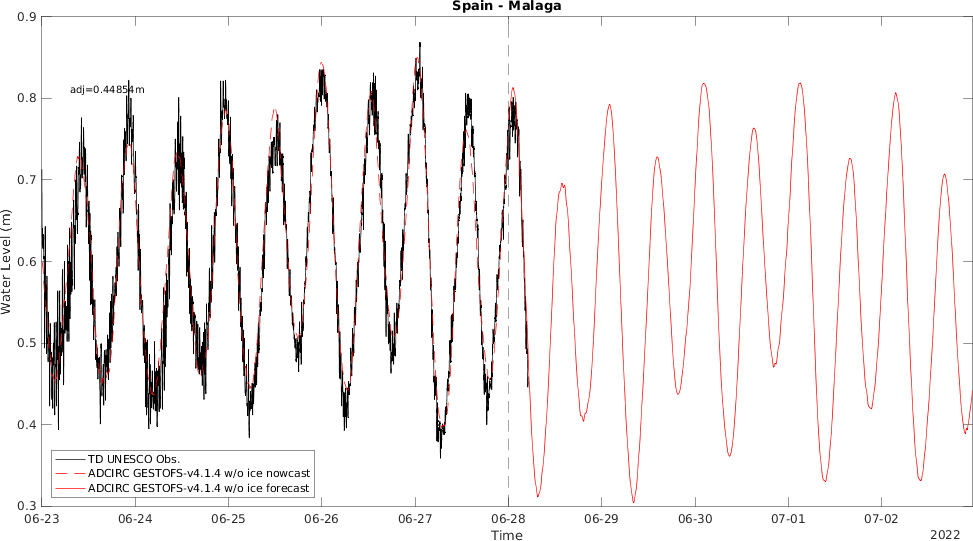 Spain - Malaga
0.9
0.8
0.7
0.6
0.5
0.4
0.3
Water Level (m)
adj=0.44854m
TD UNESCO Obs.
ADCIRC GESTOFS-v4.1.4 w/o ice nowcast
ADCIRC GESTOFS-v4.1.4 w/o ice forecast
06-23 06-24 06-25 06-26 06-27 06-28 06-29 06-30 07-01 07-02
Time
2022